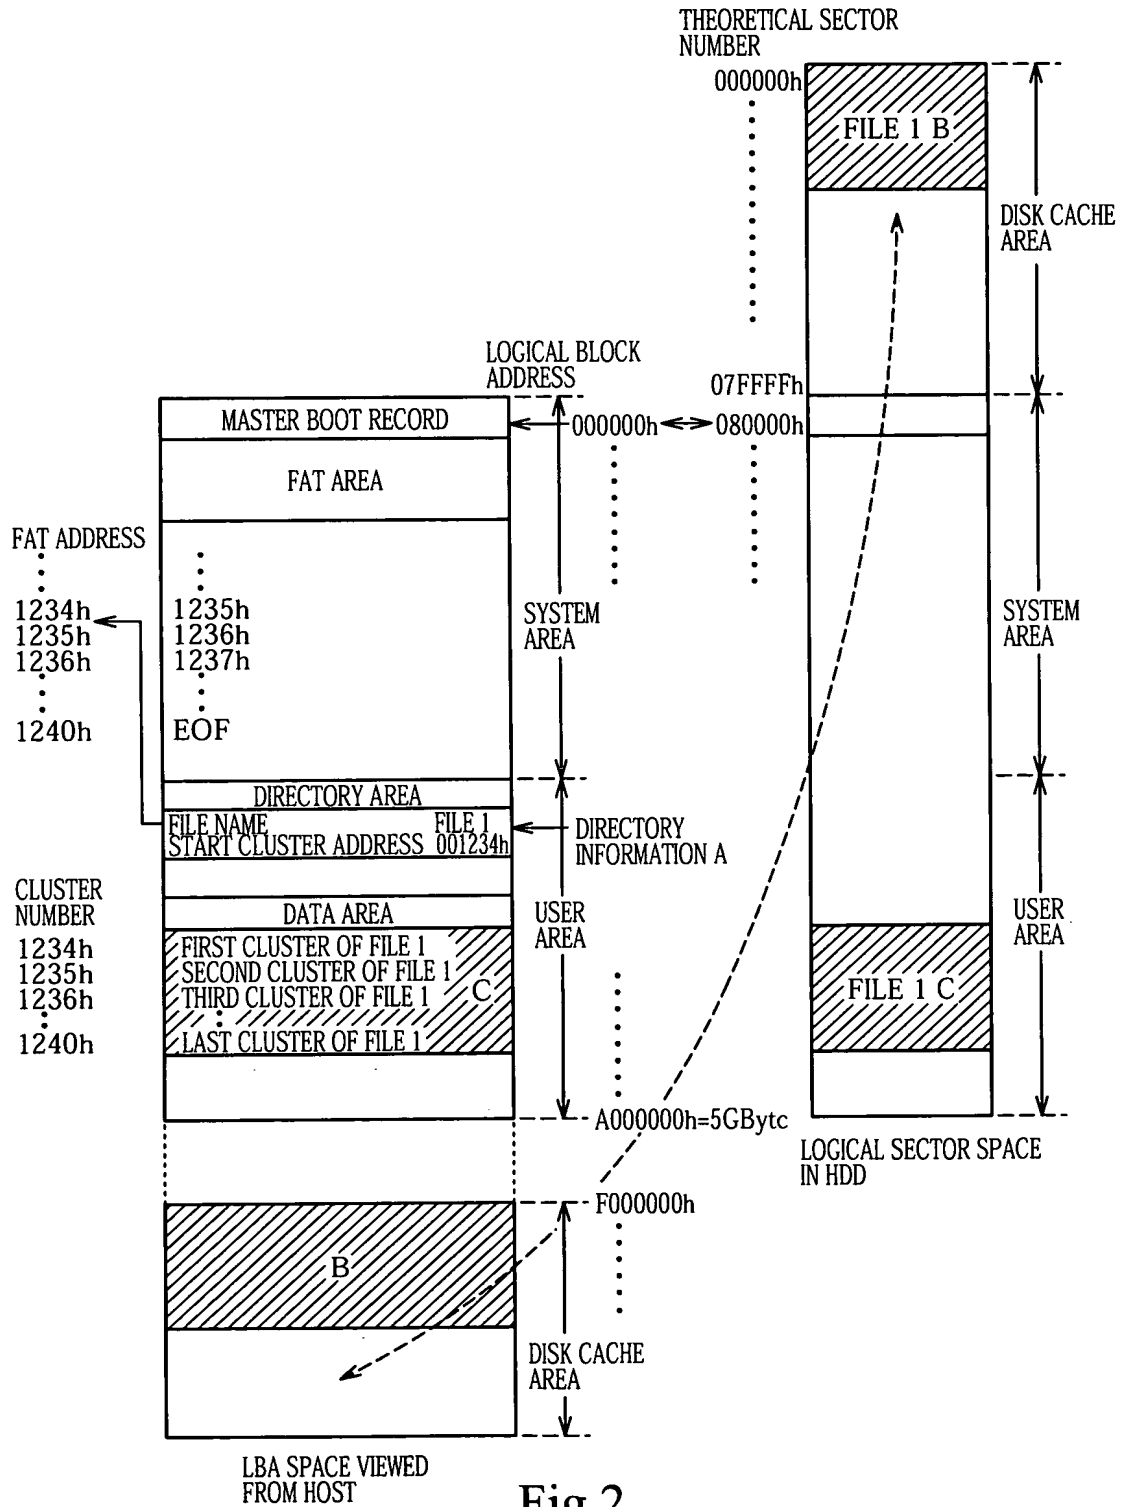 THEORETICAL SECTOR
NUMBER
000000h
FILE 1 B
DISK CACHE
AREA
LOGICAL BLOCK
ADDRESS
07FFFFh
MASTER BOOT RECORD
000000h
080000h
FAT AREA
FAT ADDRESS
1234h
1235h
1235h
1236h
1236h
1237h
1240h
EOF
SYSTEM
AREA
SYSTEM
AREA
DIRECTORY AREA
FILE NAME FILE 1
START CLUSTER ADDRESS 001234h
DIRECTORY
INFORMATION A
CLUSTER
NUMBER
DATA AREA
USER
AREA
USER
AREA
1234h
FIRST CLUSTER OF FILE 1
1235h
SECOND CLUSTER OF FILE 1
1236h
THIRD CLUSTER OF FILE 1
C
FILE 1 C
1240h
LAST CLUSTER OF FILE 1
A000000h=5GBytc
LOGICAL SECTOR SPACE
IN HDD
F000000h
B
DISK CACHE
AREA
LBA SPACE VIEWED
FROM HOST
Fig.2